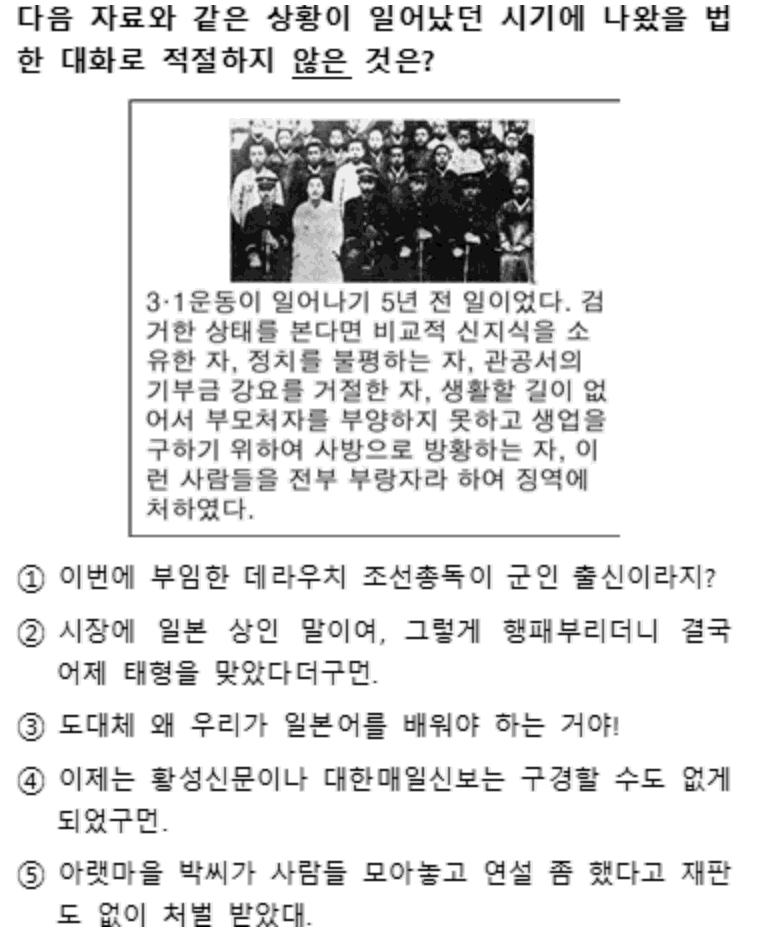 다음 자료와 같은 상황이 일어났던 시기에 나왔을 법
한 대화로 적절하지 않은 것은?
3·1운동이 일어나기 5년 전 일이었다. 검
거한 상태를 본다면 비교적 신지식을 소
유한 자, 정치를 불평하는 자, 관공서의
기부금 강요를 거절한 자, 생활할 길이 없
어서 부모처자를 부양하지 못하고 생업을
구하기 위하여 사방으로 방황하는 자, 이
런 사람들을 전부 부랑자라 하여 징역에
처하였다.
① 이번에 부임한 데라우치 조선총독이 군인 출신이라지?
② 시장에 일본 상인 말이여, 그렇게 행패부리더니 결국
어제 태형을 맞았다더구먼.
③ 도대체 왜 우리가 일본어를 배워야 하는 거야!
④ 이제는 황성신문이나 대한매일신보는 구경할 수도 없게
되었구먼.
⑤ 아랫마을 박씨가 사람들 모아놓고 연설 좀 했다고 재판
도 없이 처벌 받았대.